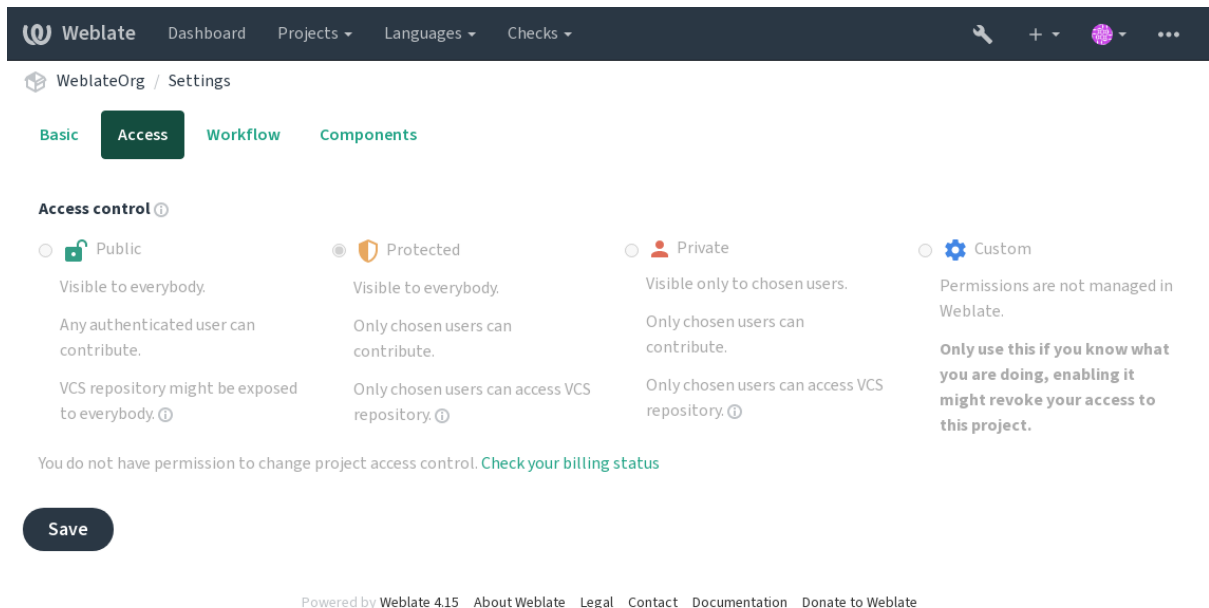 Weblate Dashboard Projects Languages Checks
WeblateOrg / Settings
Basic Access Workflow Components
Access control
Public
Visible to everybody.
Any authenticated user can
contribute.
VCS repository might be exposed
to everybody.
Protected
Visible to everybody.
Only chosen users can
contribute.
Only chosen users can access VCS
repository.
Private
Visible only to chosen users.
Only chosen users can
contribute.
Only chosen users can access VCS
repository.
Custom
Permissions are not managed in
Weblate.
Only use this if you know what
you are doing, enabling it
might revoke your access to
this project.
You do not have permission to change project access control. Check your billing status
Save
Powered by Weblate 4.15 About Weblate Legal Contact Documentation Donate to Weblate